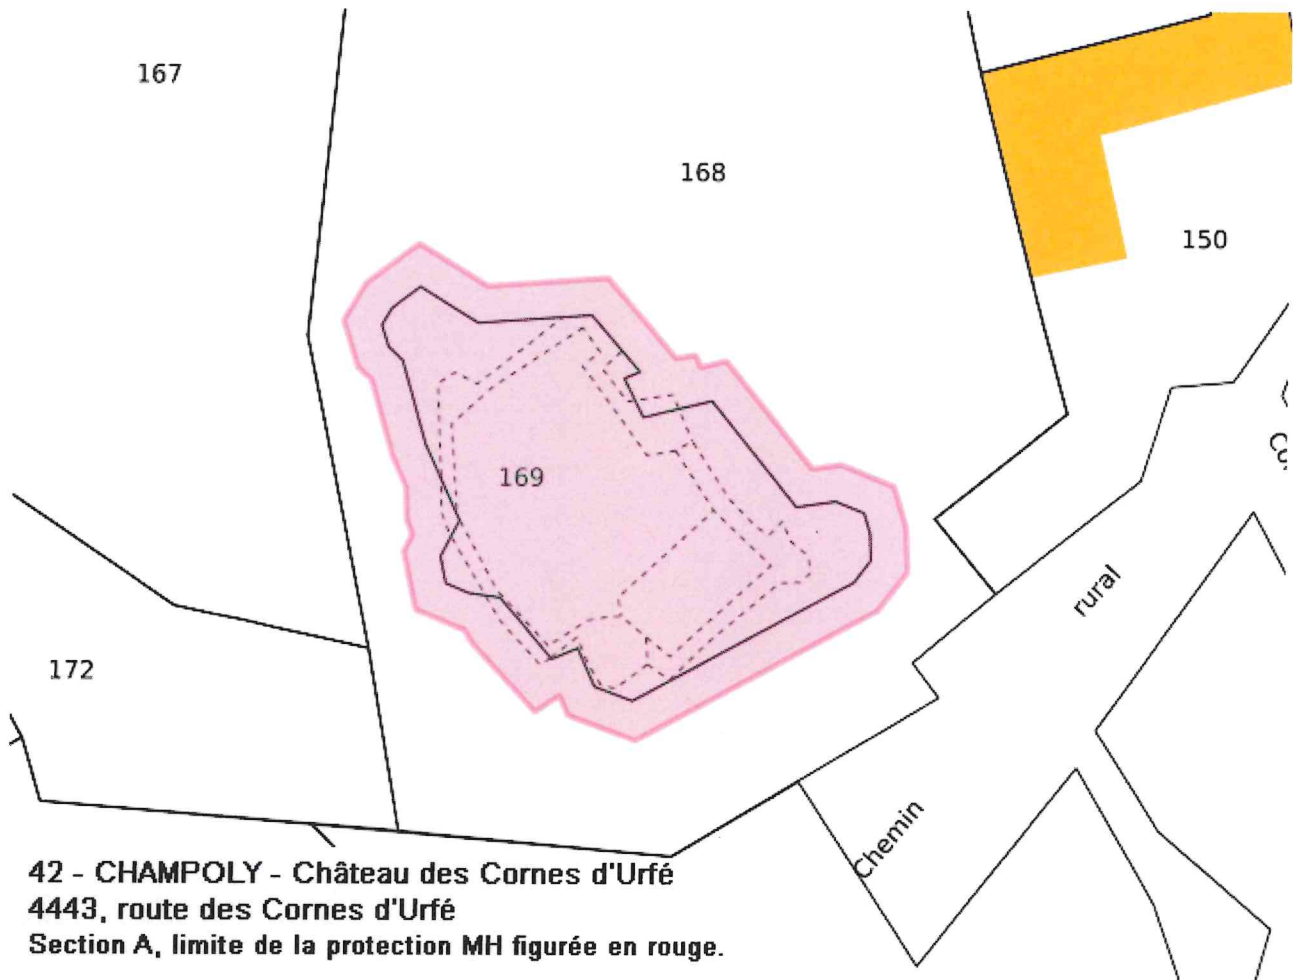 167
168
150
169
172
rural
Chemin
42 - CHAMPOLY - Château des Cornes d'Urfé
4443, route des Cornes d'Urfé
Section A, limite de la protection MH figurée en rouge.